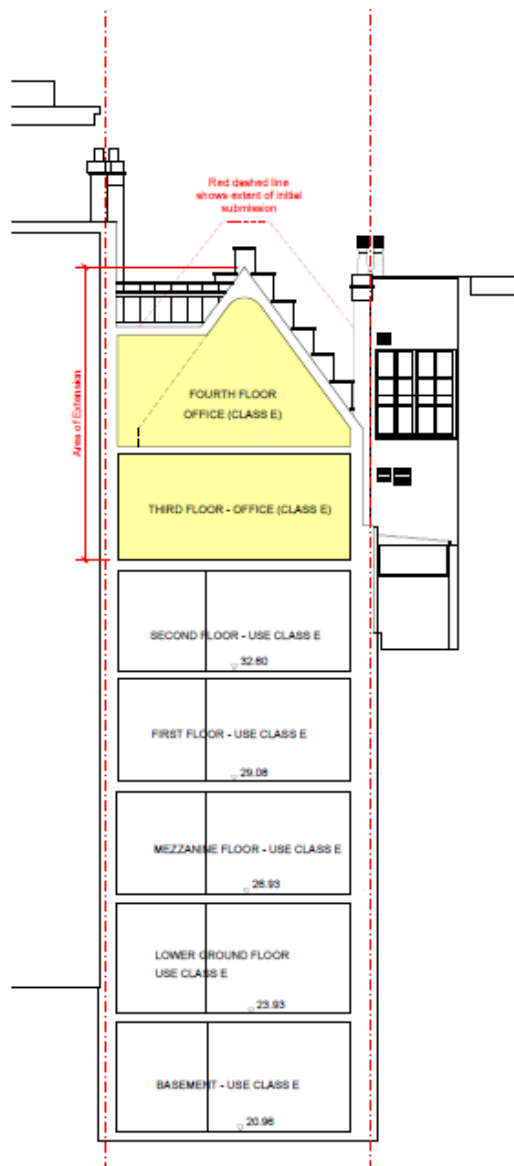 Red dashed line
shows extent of initial
submission
Area of Extension
FOURTH FLOOR
OFFICE (CLASS E)
THIRD FLOOR - OFFICE (CLASS E)
SECOND FLOOR - USE CLASS E
32.80
FIRST FLOOR - USE CLASS E
29.08
MEZZANINE FLOOR - USE CLASS E
26.93
LOWER GROUND FLOOR
USE CLASS E
23.93
BASEMENT - USE CLASS E
20.96